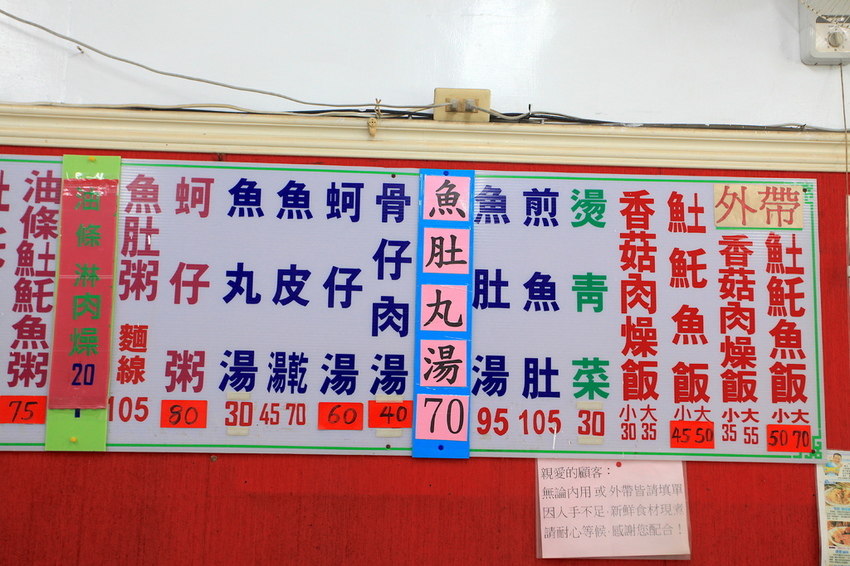 外帶
土魠魚飯
小大
50 70
香菇肉燥飯
小大
35 55
土魠魚飯
小大
45 50
香菇肉燥飯
小大
30 35
燙青菜
30
煎魚肚
105
魚肚湯
95
魚肚丸湯
70
骨仔肉湯
40
蚵仔湯
60
魚皮湯乾
45 70
魚丸湯
30
蚵仔粥
80
魚肚粥
麵線
105
油條淋肉燥
20
油條土魠魚粥
75
親愛的顧客：
無論內用或外帶皆請填單
因人手不足，新鮮食材現煮
請耐心等候，感謝您配合！